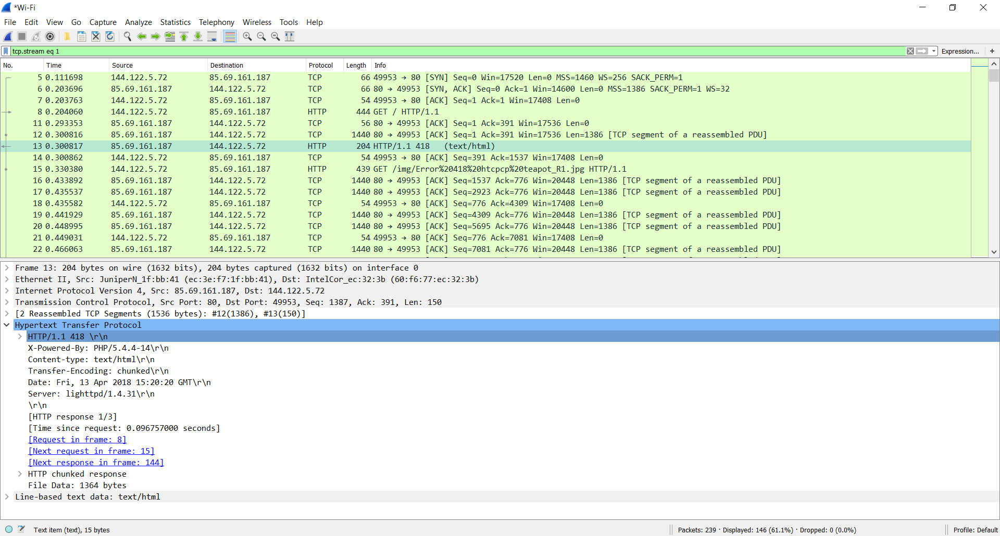 *Wi-Fi
File Edit View Go Capture Analyze Statistics Telephony Wireless Tools Help
tcp.stream eq 1 Expression... +
No. Time Source Destination Protocol Length Info
5 0.111698 144.122.5.72 85.69.161.187 TCP 66 49953 → 80 [SYN] Seq=0 Win=17520 Len=0 MSS=1460 WS=256 SACK_PERM=1
6 0.203696 85.69.161.187 144.122.5.72 TCP 66 80 → 49953 [SYN, ACK] Seq=0 Ack=1 Win=14600 Len=0 MSS=1386 SACK_PERM=1 WS=32
7 0.203763 144.122.5.72 85.69.161.187 TCP 54 49953 → 80 [ACK] Seq=1 Ack=1 Win=17408 Len=0
8 0.204060 144.122.5.72 85.69.161.187 HTTP 444 GET / HTTP/1.1
11 0.293353 85.69.161.187 144.122.5.72 TCP 56 80 → 49953 [ACK] Seq=1 Ack=391 Win=17536 Len=0
12 0.300816 85.69.161.187 144.122.5.72 TCP 1440 80 → 49953 [ACK] Seq=1 Ack=391 Win=17536 Len=1386 [TCP segment of a reassembled PDU]
13 0.300817 85.69.161.187 144.122.5.72 HTTP 204 HTTP/1.1 418 (text/html)
14 0.300862 144.122.5.72 85.69.161.187 TCP 54 49953 → 80 [ACK] Seq=391 Ack=1537 Win=17408 Len=0
15 0.330380 144.122.5.72 85.69.161.187 HTTP 439 GET /img/Error%20418%20htcpcp%20teapot_R1.jpg HTTP/1.1
16 0.433892 85.69.161.187 144.122.5.72 TCP 1440 80 → 49953 [ACK] Seq=1537 Ack=776 Win=20448 Len=1386 [TCP segment of a reassembled PDU]
17 0.435537 85.69.161.187 144.122.5.72 TCP 1440 80 → 49953 [ACK] Seq=2923 Ack=776 Win=20448 Len=1386 [TCP segment of a reassembled PDU]
18 0.435582 144.122.5.72 85.69.161.187 TCP 54 49953 → 80 [ACK] Seq=776 Ack=4309 Win=17408 Len=0
19 0.441929 85.69.161.187 144.122.5.72 TCP 1440 80 → 49953 [ACK] Seq=4309 Ack=776 Win=20448 Len=1386 [TCP segment of a reassembled PDU]
20 0.448995 85.69.161.187 144.122.5.72 TCP 1440 80 → 49953 [ACK] Seq=5695 Ack=776 Win=20448 Len=1386 [TCP segment of a reassembled PDU]
21 0.449031 144.122.5.72 85.69.161.187 TCP 54 49953 → 80 [ACK] Seq=776 Ack=7081 Win=17408 Len=0
22 0.466063 85.69.161.187 144.122.5.72 TCP 1440 80 → 49953 [ACK] Seq=7081 Ack=776 Win=20448 Len=1386 [TCP segment of a reassembled PDU]
Frame 13: 204 bytes on wire (1632 bits), 204 bytes captured (1632 bits) on interface 0
Ethernet II, Src: JuniperN_1f:bb:41 (ec:3e:f7:1f:bb:41), Dst: IntelCor_ec:32:3b (60:f6:77:ec:32:3b)
Internet Protocol Version 4, Src: 85.69.161.187, Dst: 144.122.5.72
Transmission Control Protocol, Src Port: 80, Dst Port: 49953, Seq: 1387, Ack: 391, Len: 150
[2 Reassembled TCP Segments (1536 bytes): #12(1386), #13(150)]
Hypertext Transfer Protocol
HTTP/1.1 418 \r\n
X-Powered-By: PHP/5.4.4-14\r\n
Content-type: text/html\r\n
Transfer-Encoding: chunked\r\n
Date: Fri, 13 Apr 2018 15:20:20 GMT\r\n
Server: lighttpd/1.4.31\r\n
\r\n
[HTTP response 1/3]
[Time since request: 0.096757000 seconds]
[Request in frame: 8]
[Next request in frame: 15]
[Next response in frame: 144]
HTTP chunked response
File Data: 1364 bytes
Line-based text data: text/html
Text item (text), 15 bytes Packets: 239 · Displayed: 146 (61.1%) · Dropped: 0 (0.0%) Profile: Default